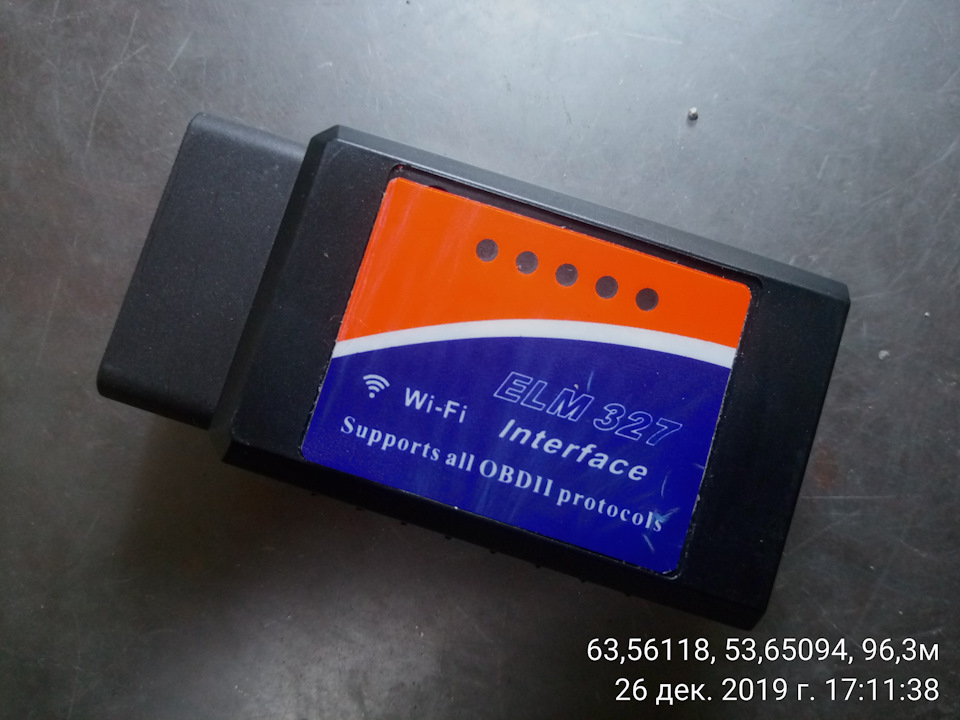 Wi-Fi
ELM 327
Interface
Supports all OBDII protocols
63,56118, 53,65094, 96,3м
26 дек. 2019 г. 17:11:38